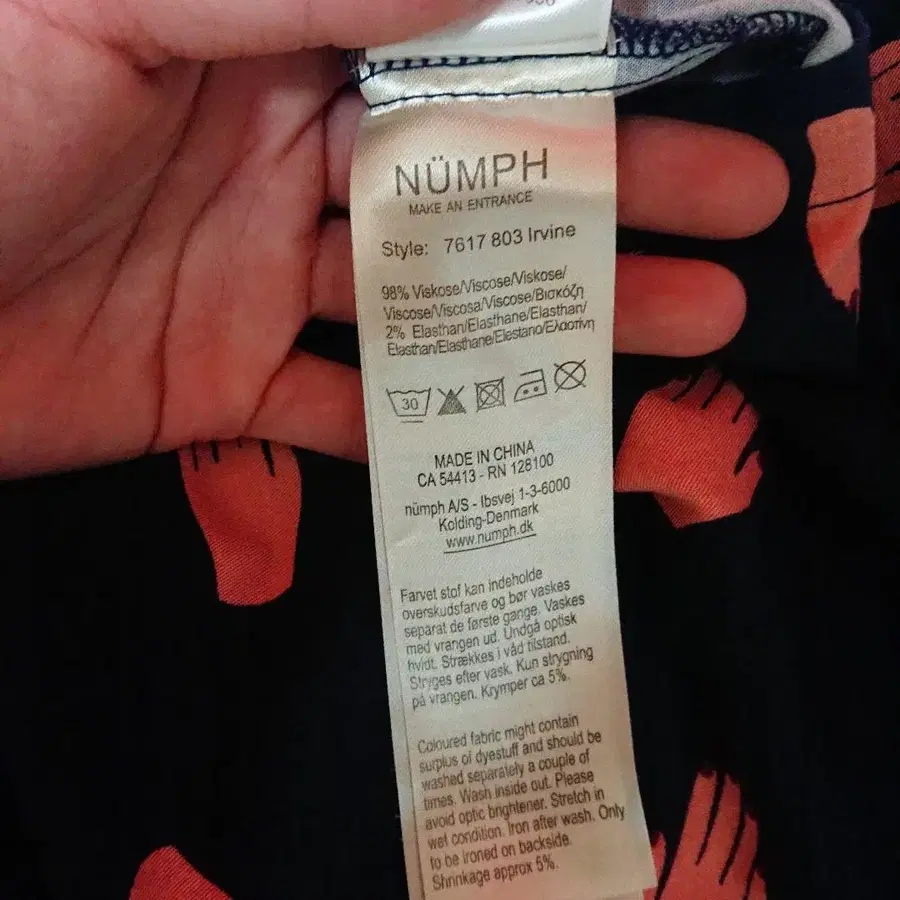 NÜMPH
MAKE AN ENTRANCE
Style: 7617 803 Irvine
98% Viskose/Viscose/Viskose/
Viscose/Viscosa/Viscose/Βισκόζη
2% Elasthan/Elasthane/Elasthan/
Elasthan/Elasthane/Elestano/Ελαστίνη
30
MADE IN CHINA
CA 54413 - RN 128100
nümph A/S - Ibsvej 1-3-6000
Kolding-Denmark
www.numph.dk
Farvet stof kan indeholde
overskudsfarve og bør vaskes
separat de første gange. Vaskes
med vrangen ud. Undgå optisk
hvidt. Strækkes i våd tilstand.
Stryges efter vask. Kun strygning
på vrangen. Krymper ca 5%.
Coloured fabric might contain
surplus of dyestuff and should be
washed separately a couple of
times. Wash inside out. Please
avoid optic brightener. Stretch in
wet condition. Iron after wash. Only
to be ironed on backside.
Shrinkage approx 5%.